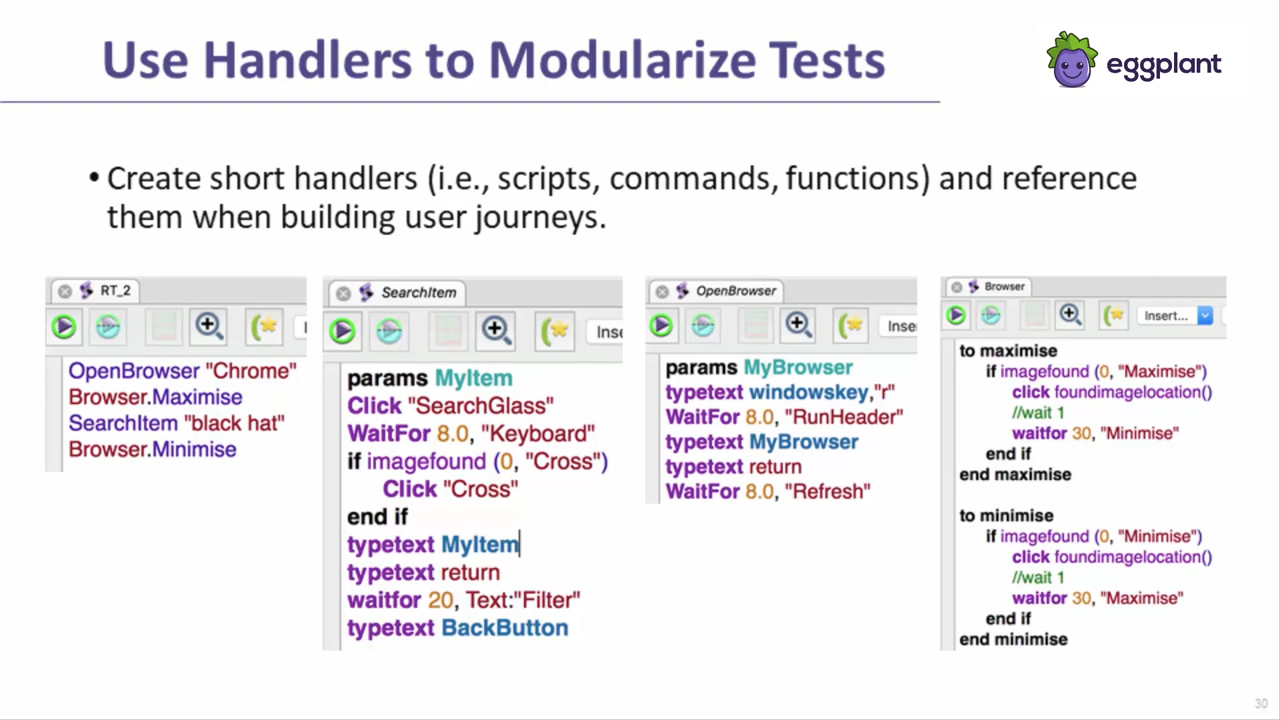 Use Handlers to Modularize Tests
eggplant
• Create short handlers (i.e., scripts, commands, functions) and reference
them when building user journeys.
RT_2
OpenBrowser "Chrome"
Browser.Maximise
SearchItem "black hat"
Browser.Minimise
SearchItem
Inse
params MyItem
Click "SearchGlass"
WaitFor 8.0, "Keyboard"
if imagefound (0, "Cross")
Click "Cross"
end if
typetext MyItem
typetext return
waitfor 20, Text:"Filter"
typetext BackButton
OpenBrowser
Inse
params MyBrowser
typetext windowskey,"r"
WaitFor 8.0, "RunHeader"
typetext MyBrowser
typetext return
WaitFor 8.0, "Refresh"
Browser
Insert...
to maximise
if imagefound (0, "Maximise")
click foundimagelocation()
//wait 1
waitfor 30, "Minimise"
end if
end maximise
to minimise
if imagefound (0, "Minimise")
click foundimagelocation()
//wait 1
waitfor 30, "Maximise"
end if
end minimise
30